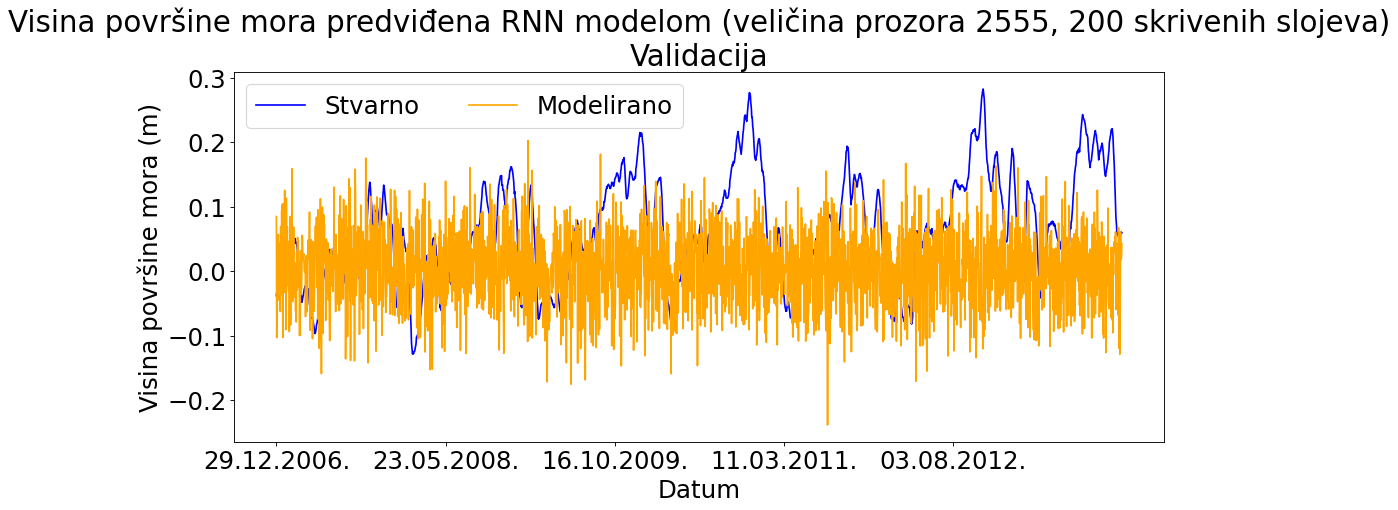 Visina površine mora predviđena RNN modelom (veličina prozora 2555, 200 skrivenih slojeva)
Validacija
Stvarno
Modelirano
Visina površine mora (m)
0.3
0.2
0.1
0.0
−0.1
−0.2
29.12.2006.
23.05.2008.
16.10.2009.
11.03.2011.
03.08.2012.
Datum